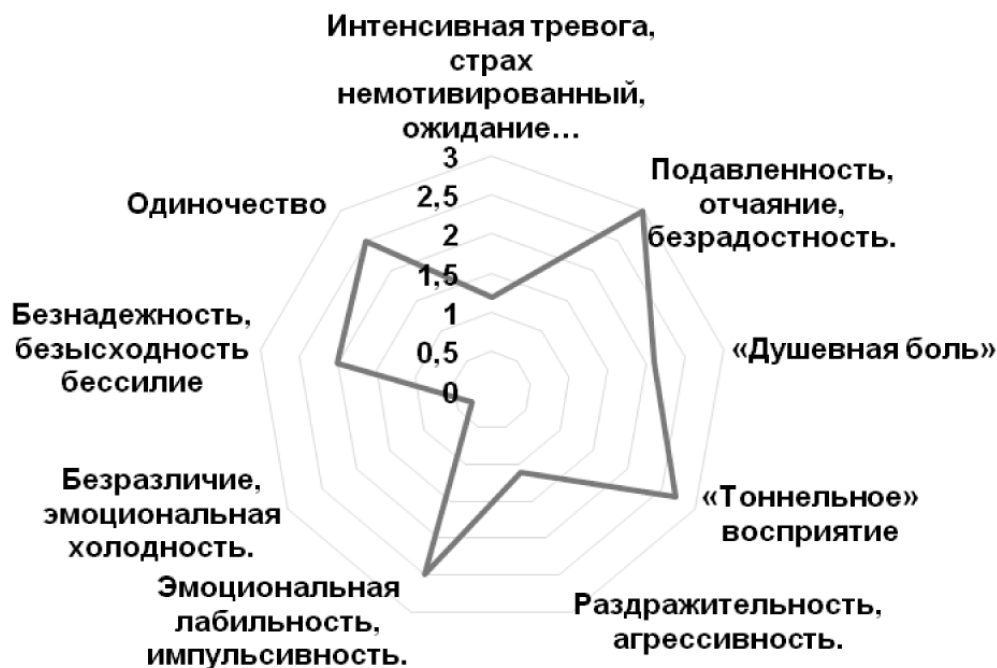 Интенсивная тревога,
страх
немотивированный,
ожидание…
3
2,5
2
1,5
1
0,5
0
Подавленность,
отчаяние,
безрадостность.
«Душевная боль»
«Тоннельное»
восприятие
Раздражительность,
агрессивность.
Эмоциональная
лабильность,
импульсивность.
Безразличие,
эмоциональная
холодность.
Безнадежность,
безысходность
бессилие
Одиночество